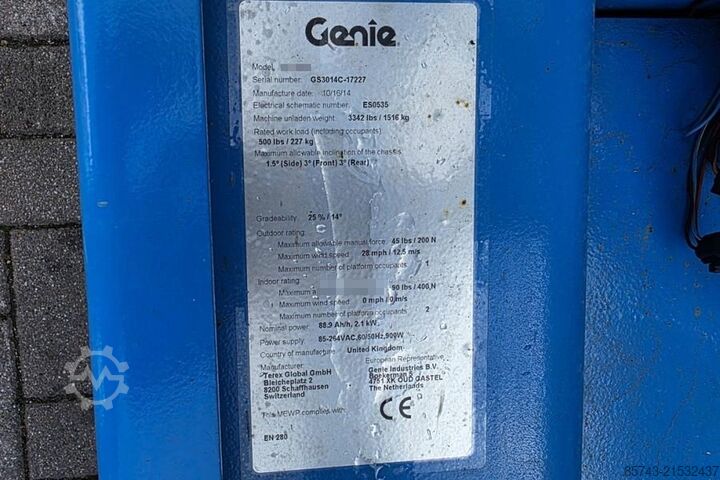 Genie
Model:
Serial number: GS3014C-17227
Manufacture date: 10/16/14
Electrical schematic number: ES0535
Machine unladen weight: 3342 lbs / 1516 kg
Rated work load (including occupants):
500 lbs / 227 kg
Maximum allowable inclination of the chassis:
1.5° (Side) 3° (Front) 3° (Rear)
Gradeability: 25 % / 14°
Outdoor rating:
Maximum allowable manual force: 45 lbs / 200 N
Maximum wind speed 28 mph / 12.5 m/s
Maximum number of platform occupants: 1
Indoor rating:
Maximum a 90 lbs / 400 N
Maximum wind speed 0 mph / 0 m/s
Maximum number of platform occupants: 2
Nominal power: 88.9 Ah/h, 2.1 kW
Power supply: 85-264VAC,60/50Hz,900W
Country of manufacture: United Kingdom
Manufacturer:
Terex Global GmbH
Bleicheplatz 2
8200 Schaffhausen
Switzerland
European Representative:
Genie Industries B.V.
Boekerman 5
4751 XK OUD GASTEL
The Netherlands
This MEWP complies with:
CE
EN 280
85743-21532437